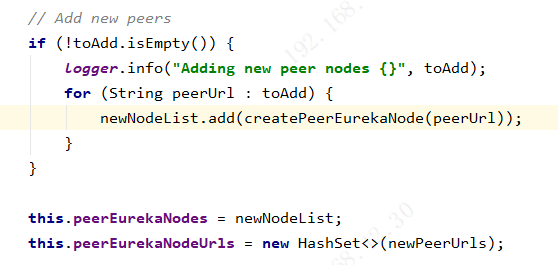 // Add new peers
if (!toAdd.isEmpty()) {
    logger.info("Adding new peer nodes {}", toAdd);
    for (String peerUrl : toAdd) {
        newNodeList.add(createPeerEurekaNode(peerUrl));
    }
}

this.peerEurekaNodes = newNodeList;
this.peerEurekaNodeUrls = new HashSet<>(newPeerUrls);